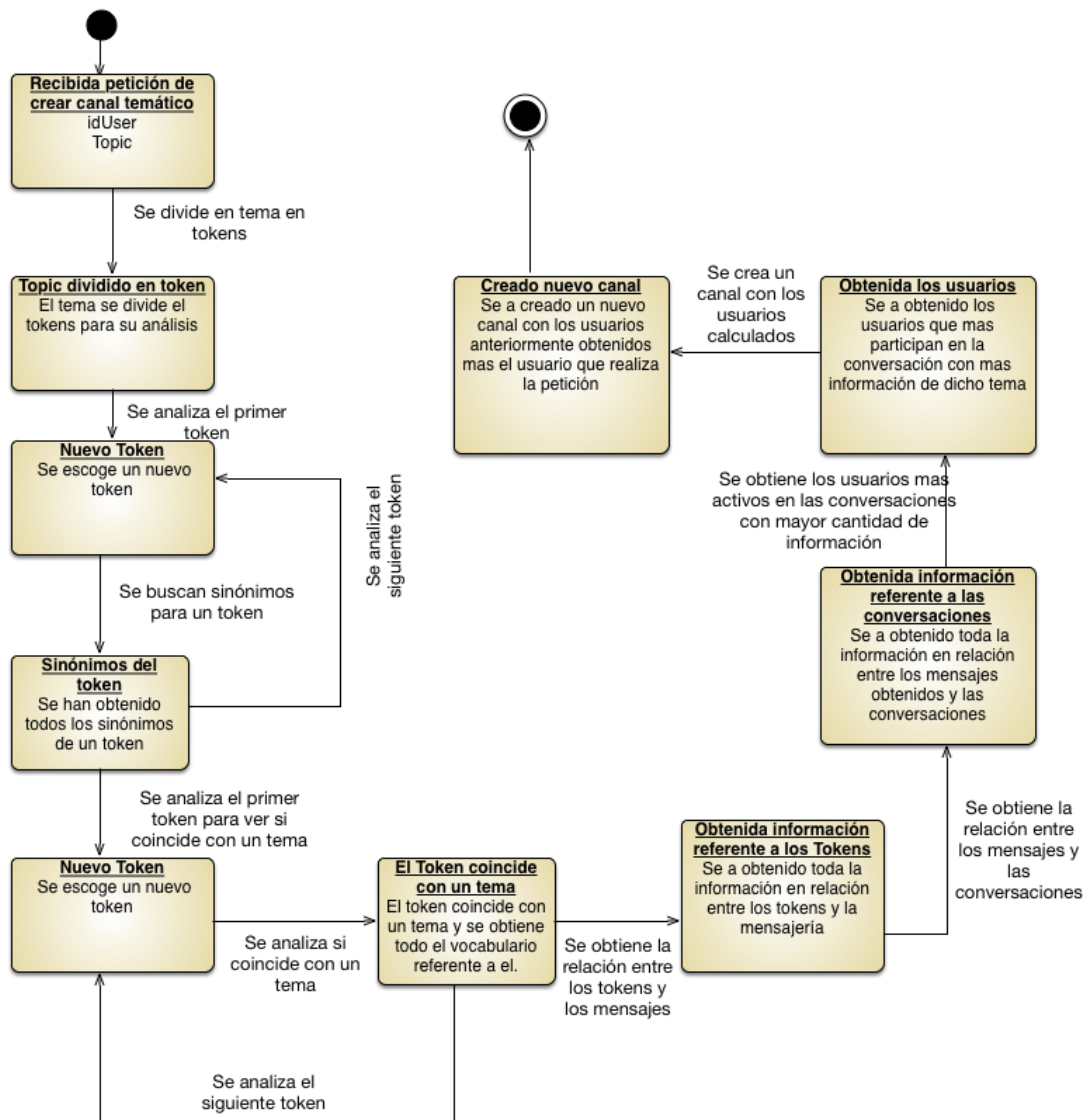 Recibida petición de
crear canal temático
idUser
Topic
Se divide en tema en
tokens
Topic dividido en token
El tema se divide el
tokens para su análisis
Se analiza el primer
token
Nuevo Token
Se escoge un nuevo
token
Se analiza el
siguiente token
Se buscan sinónimos
para un token
Sinónimos del
token
Se han obtenido
todos los sinónimos
de un token
Se analiza el primer
token para ver si
coincide con un tema
Nuevo Token
Se escoge un nuevo
token
Se analiza si
coincide con un
tema
El Token coincide
con un tema
El token coincide con
un tema y se obtiene
todo el vocabulario
referente a el.
Se analiza el
siguiente token
Se obtiene la
relación entre
los tokens y
los mensajes
Obtenida información
referente a los Tokens
Se a obtenido toda la
información en relación
entre los tokens y la
mensajería
Se obtiene la
relación entre
los mensajes y
las
conversaciones
Obtenida información
referente a las
conversaciones
Se a obtenido toda la
información en relación
entre los mensajes
obtenidos y las
conversaciones
Se obtiene los usuarios mas
activos en las conversaciones
con mayor cantidad de
información
Obtenida los usuarios
Se a obtenido los
usuarios que mas
participan en la
conversación con mas
información de dicho tema
Se crea un
canal con los
usuarios
calculados
Creado nuevo canal
Se a creado un nuevo
canal con los usuarios
anteriormente obtenidos
mas el usuario que realiza
la petición